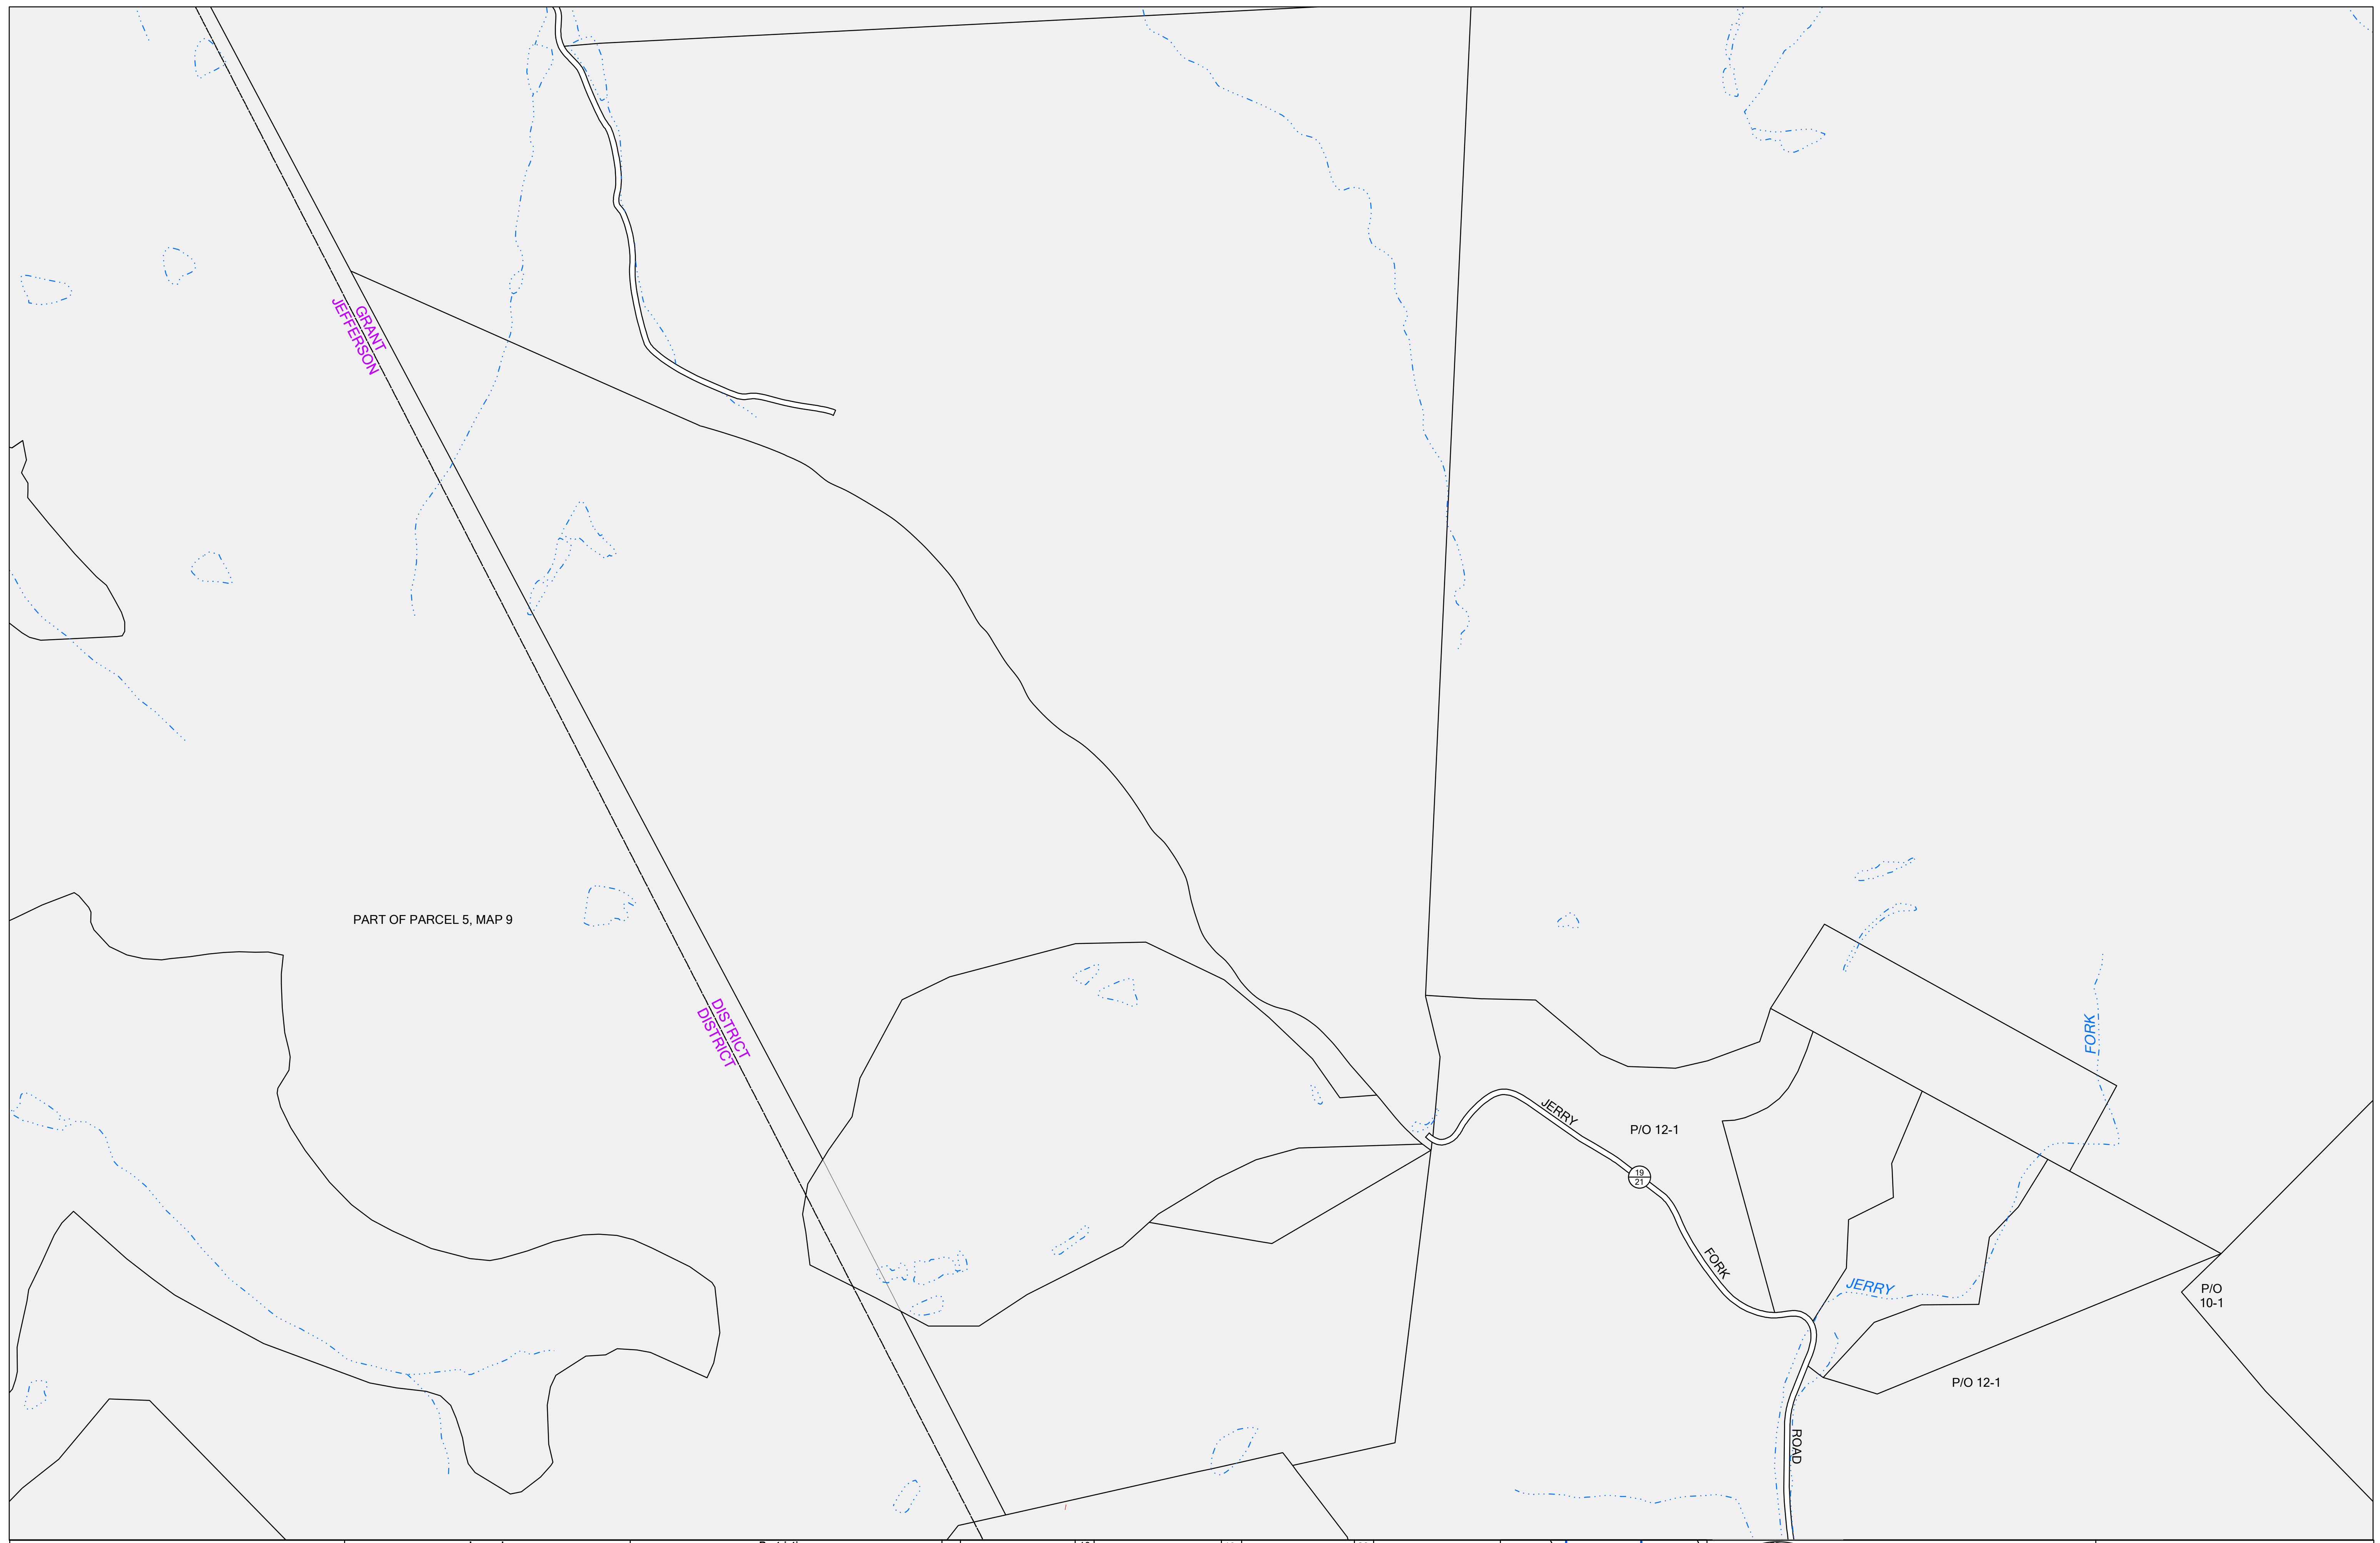 GRANT
JEFFERSON
PART OF PARCEL 5, MAP 9
DISTRICT
DISTRICT
FORK
JERRY
P/O 12-1
19
21
FORK
JERRY
P/O
10-1
P/O 12-1
ROAD